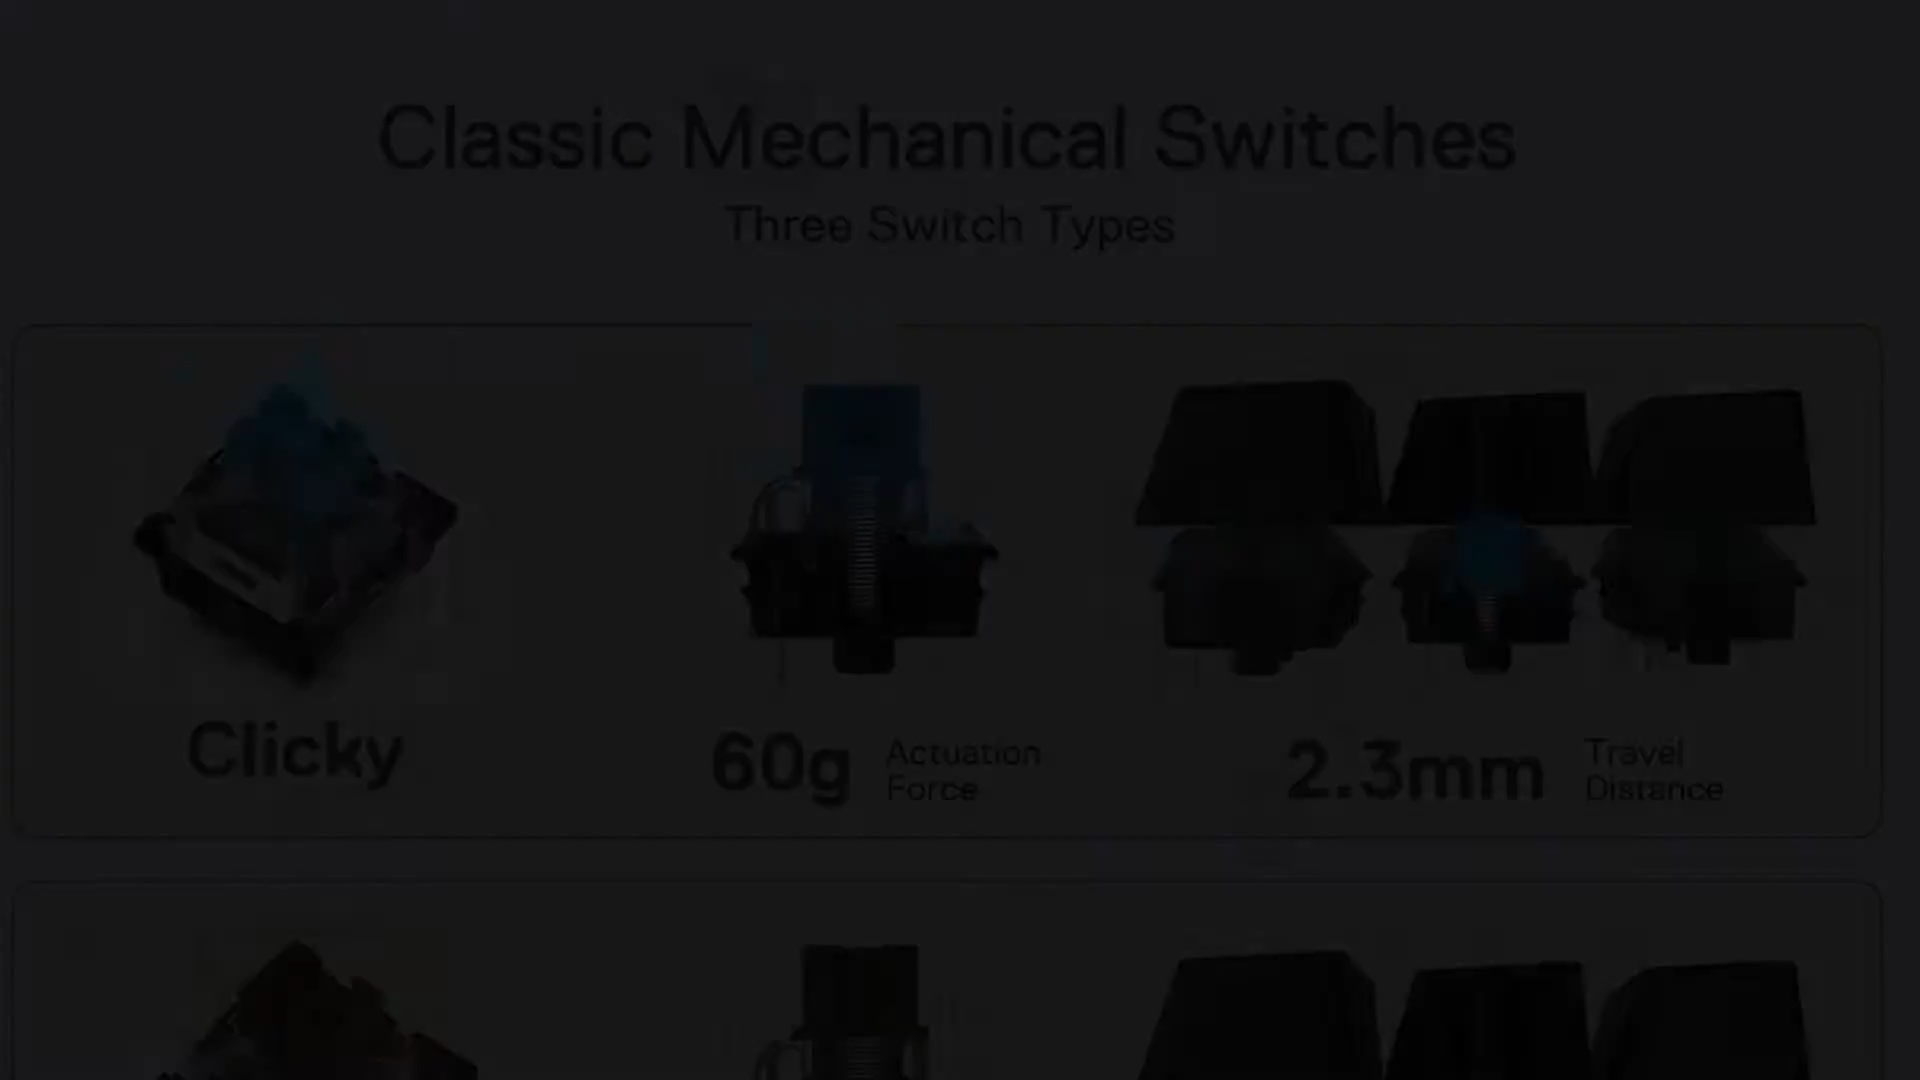 Classic Mechanical Switches
Three Switch Types
Clicky
60g
Actuation
Force
2.3mm
Travel
Distance